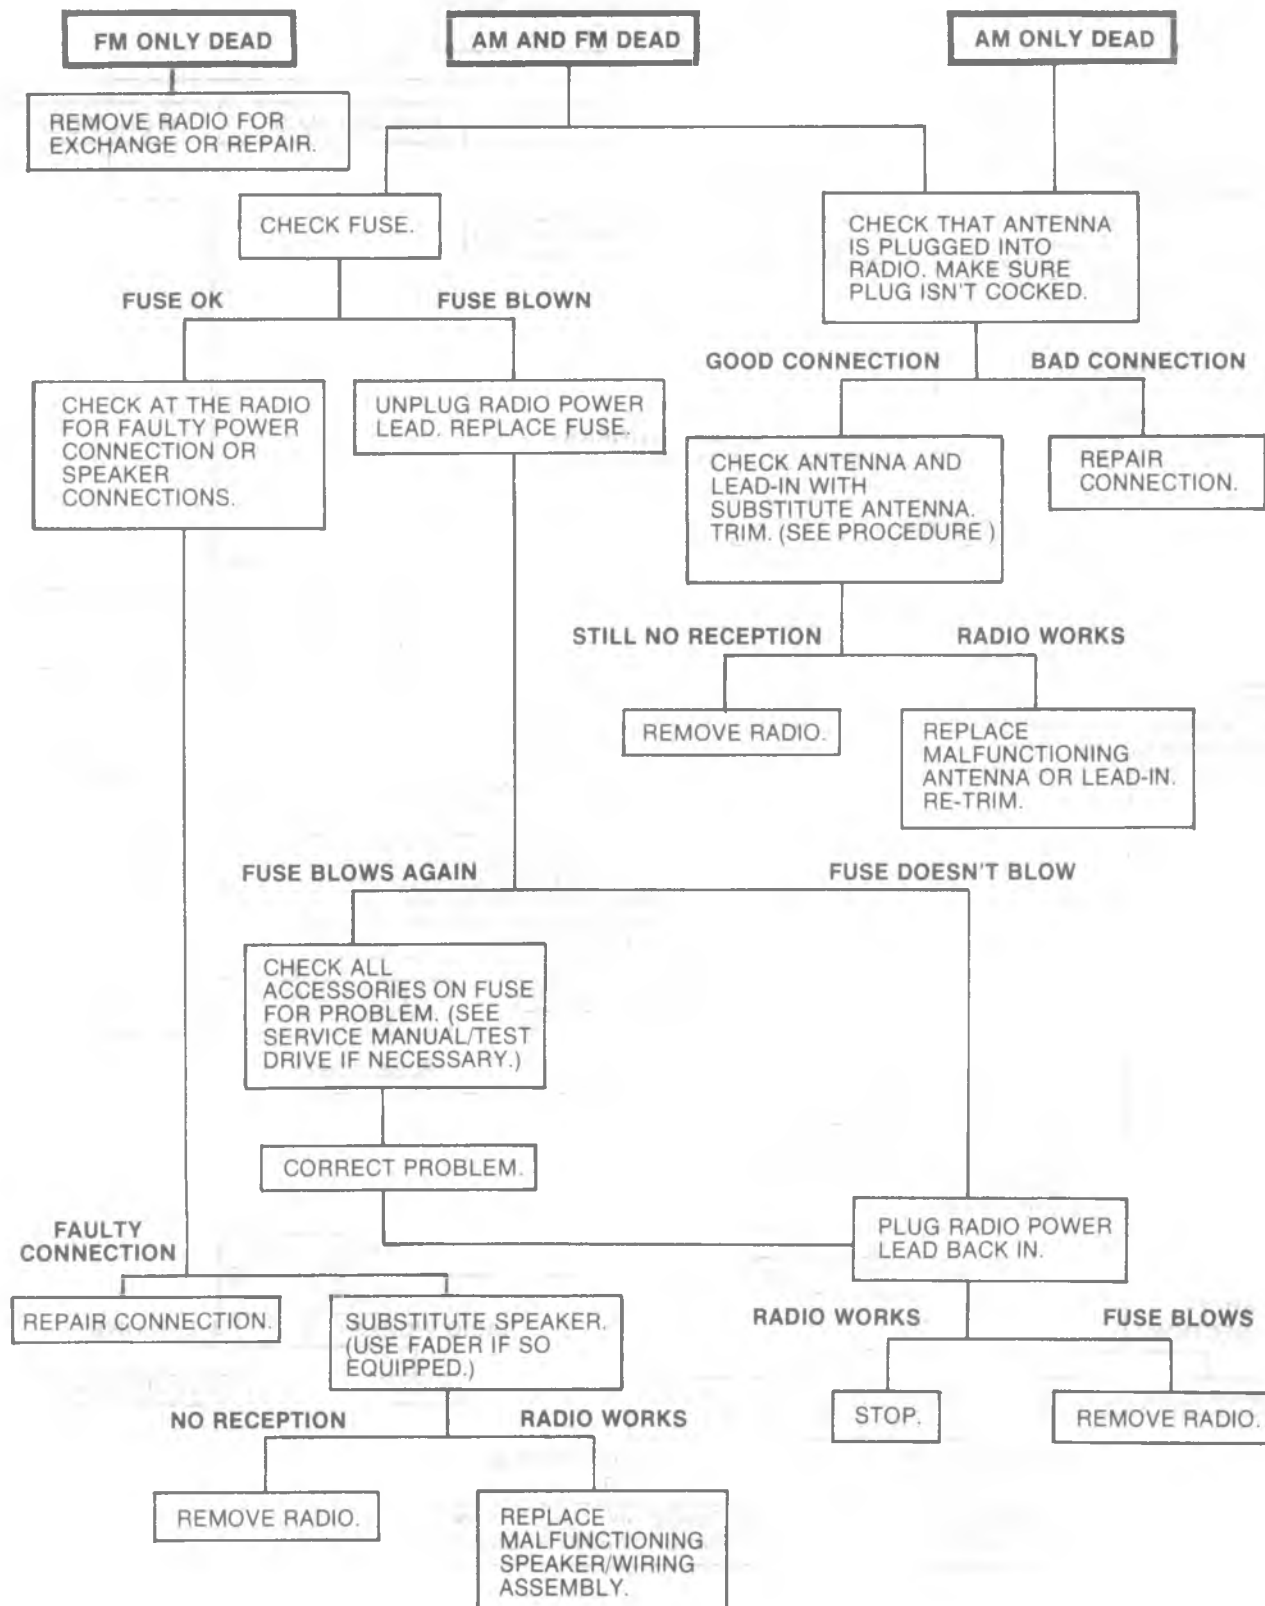 FM ONLY DEAD
AM AND FM DEAD
AM ONLY DEAD
REMOVE RADIO FOR
EXCHANGE OR REPAIR.
CHECK FUSE.
CHECK THAT ANTENNA
IS PLUGGED INTO
RADIO. MAKE SURE
PLUG ISN'T COCKED.
FUSE OK
FUSE BLOWN
GOOD CONNECTION
BAD CONNECTION
CHECK AT THE RADIO
FOR FAULTY POWER
CONNECTION OR
SPEAKER
CONNECTIONS.
UNPLUG RADIO POWER
LEAD. REPLACE FUSE.
CHECK ANTENNA AND
LEAD-IN WITH
SUBSTITUTE ANTENNA.
TRIM. (SEE PROCEDURE )
REPAIR
CONNECTION.
STILL NO RECEPTION
RADIO WORKS
REMOVE RADIO.
REPLACE
MALFUNCTIONING
ANTENNA OR LEAD-IN.
RE-TRIM.
FUSE BLOWS AGAIN
FUSE DOESN'T BLOW
CHECK ALL
ACCESSORIES ON FUSE
FOR PROBLEM. (SEE
SERVICE MANUAL/TEST
DRIVE IF NECESSARY.)
CORRECT PROBLEM.
PLUG RADIO POWER
LEAD BACK IN.
FAULTY
CONNECTION
REPAIR CONNECTION.
SUBSTITUTE SPEAKER.
(USE FADER IF SO
EQUIPPED.)
RADIO WORKS
FUSE BLOWS
STOP.
REMOVE RADIO.
NO RECEPTION
RADIO WORKS
REMOVE RADIO.
REPLACE
MALFUNCTIONING
SPEAKER/WIRING
ASSEMBLY.